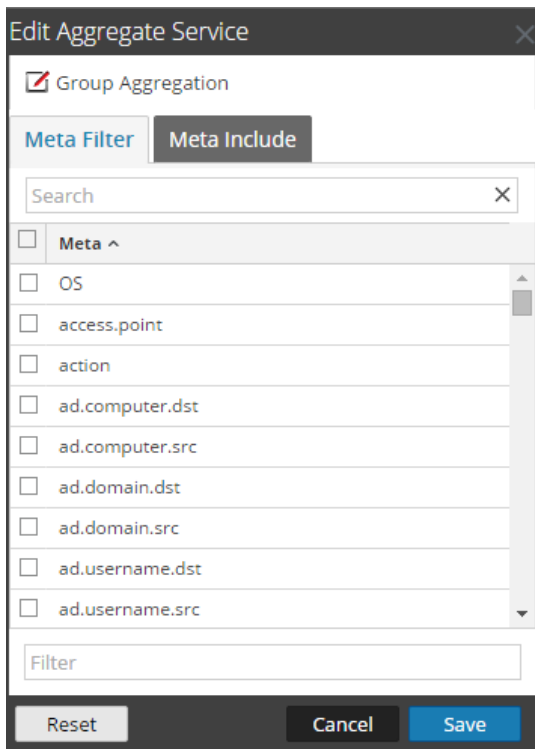 Edit Aggregate Service
Group Aggregation
Meta Filter Meta Include
Search
Meta
OS
access.point
action
ad.computer.dst
ad.computer.src
ad.domain.dst
ad.domain.src
ad.username.dst
ad.username.src
Filter
Reset Cancel Save